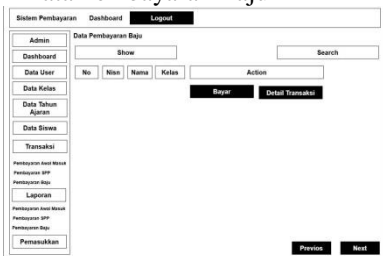 Sistem Pembayaran Dashboard Logout
Admin
Dashboard
Data User
Data Kelas
Data Tahun
Ajaran
Data Siswa
Transaksi
Pembayaran Awal Masuk
Pembayaran SPP
Pembayaran Baju
Laporan
Pembayaran Awal Masuk
Pembayaran SPP
Pembayaran Baju
Pemasukkan
Data Pembayaran Baju
Show Search
No Nisn Nama Kelas Action
Bayar Detail Transaksi
Previos Next